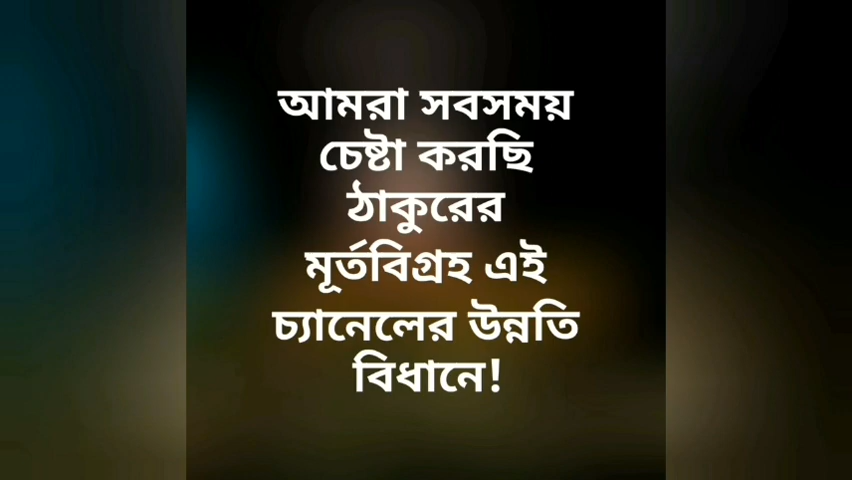 আমরা সবসময়
চেষ্টা করছি
ঠাকুরের
মূর্তবিগ্রহ এই
চ্যানেলের উন্নতি
বিধানে!